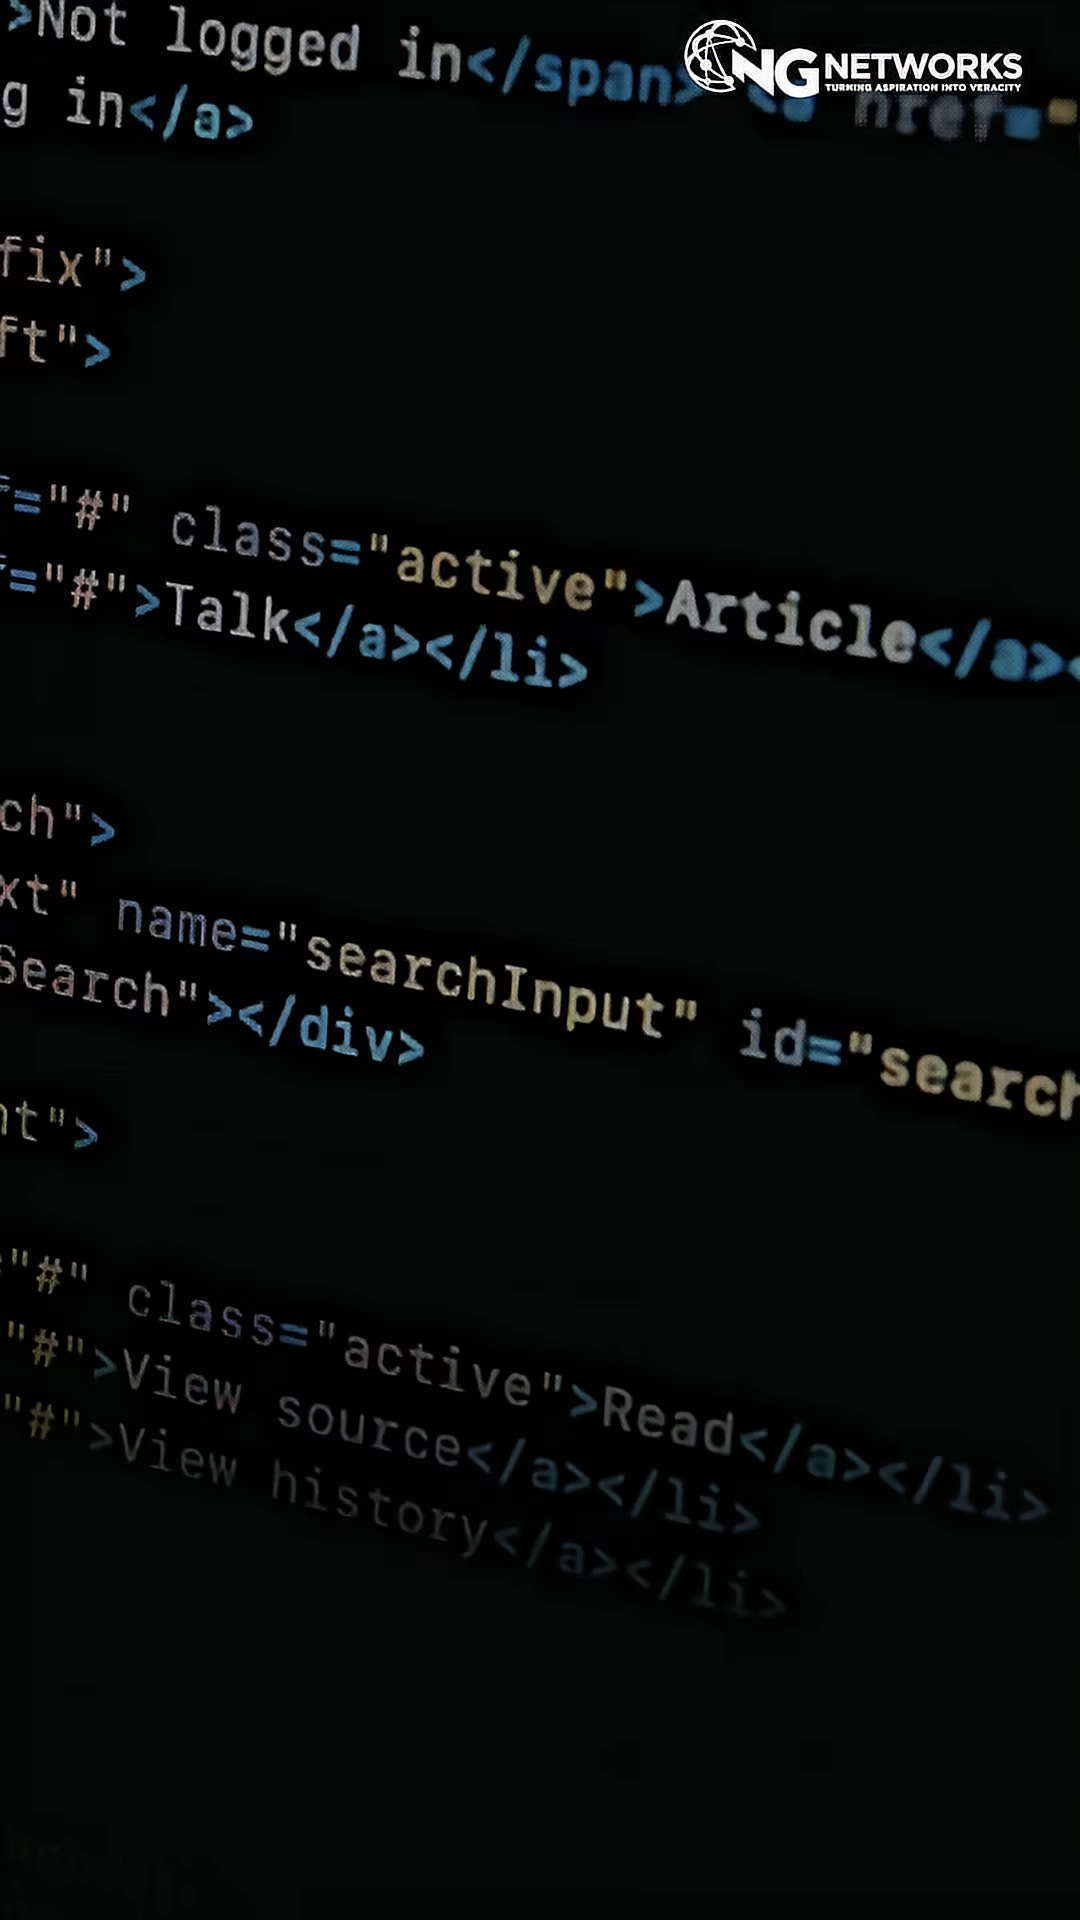 >Not logged in</span> <a href="
NG NETWORKS
TURNING ASPIRATION INTO VERACITY
g in</a>
fix">
ft">
="#" class="active">Article</a><
="#">Talk</a></li>
ch">
xt" name="searchInput" id="search
Search"></div>
nt">
"#" class="active">Read</a></li>
"#">View source</a></li>
"#">View history</a></li>